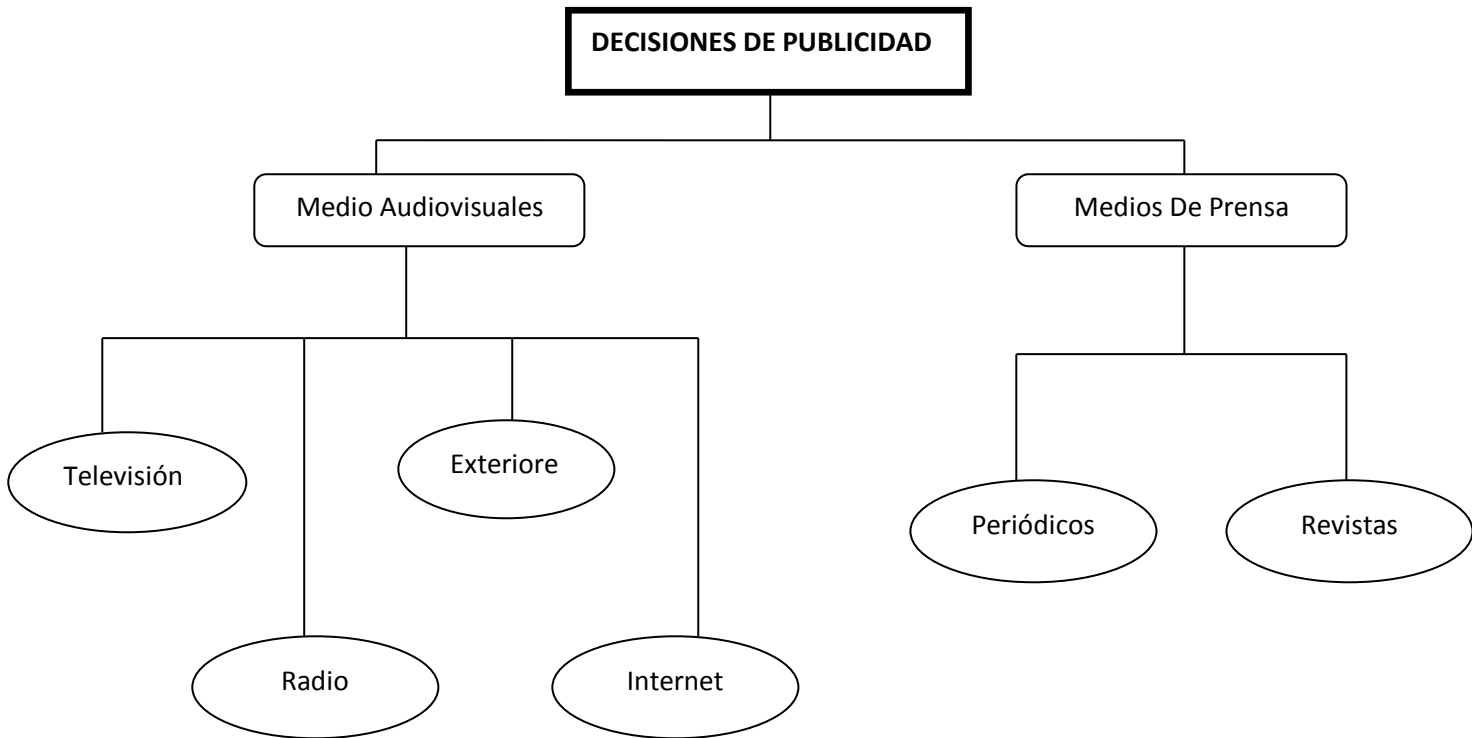 DECISIONES DE PUBLICIDAD
Medio Audiovisuales
Medios De Prensa
Televisión
Exteriore
Periódicos
Revistas
Radio
Internet